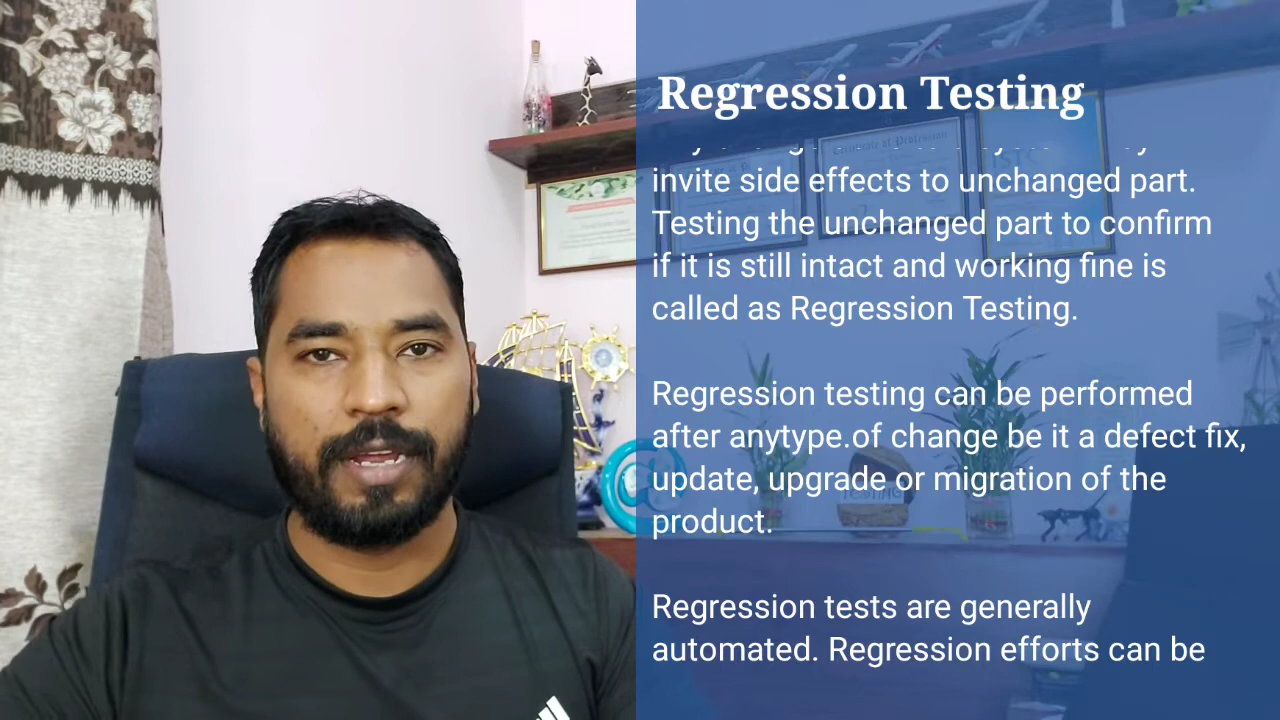 Regression Testing
invite side effects to unchanged part.
Testing the unchanged part to confirm
if it is still intact and working fine is
called as Regression Testing.
Regression testing can be performed
after anytype.of change be it a defect fix,
update, upgrade or migration of the
product.
Regression tests are generally
automated. Regression efforts can be
TESTING